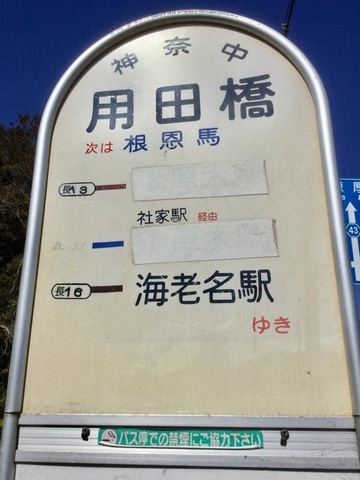 神奈中
用田橋
次は 根恩馬
長13
社家駅 経由
長16 海老名駅
ゆき
バス停での禁煙にご協力下さい
43